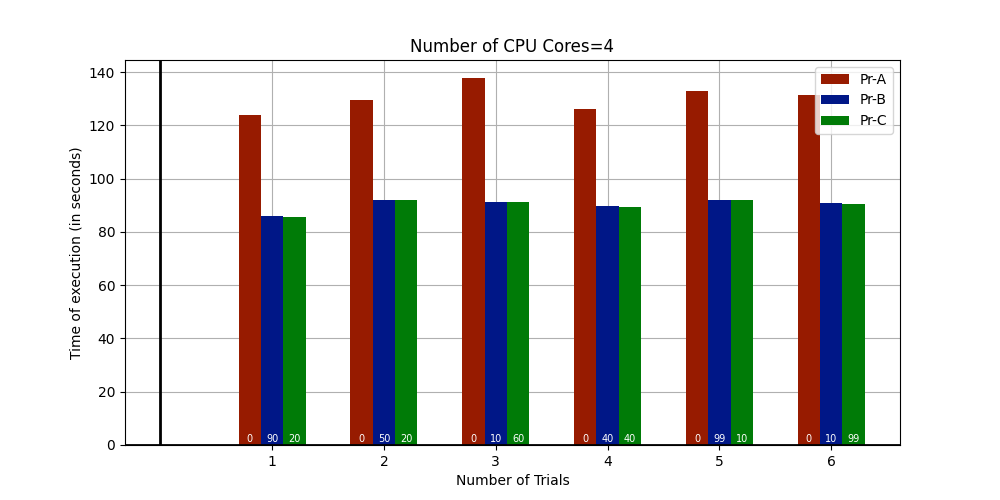 Number of CPU Cores=4
Pr-A
Pr-B
Pr-C
Time of execution (in seconds)
140
120
100
80
60
40
20
0
0 90 20 0 50 20 0 10 60 0 40 40 0 99 10 0 10 99
1 2 3 4 5 6
Number of Trials